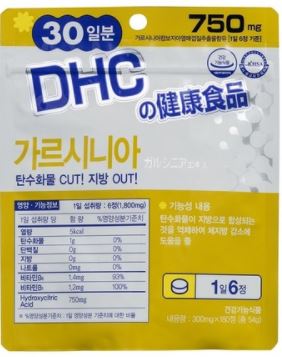 30일분
750 mg
가르시니아캄보지아열매껍질추출물함유 [1일 6정 기준]
DHC
の健康食品
가르시니아
ガルシニアエキス
탄수화물 CUT! 지방 OUT!
영양·기능정보 1일 섭취량 : 6정(1,800mg)
1일 섭취량 당 함 량 %영양성분기준치
열량 5kcal
탄수화물 1g 0%
단백질 0g 0%
지방 0g 0%
나트륨 0mg 0%
비타민B₁ 1.4mg 93%
비타민B₂ 1.2mg 100%
Hydroxycitric Acid 750mg
※ %영양성분기준치 : 1일 영양성분 기준치에 대한 비율
• 기능성 내용
탄수화물이 지방으로 합성되는
것을 억제하여 체지방 감소에
도움을 줌
1일 6정
건강기능식품
내용량: 300mg×180정 (총 54g)